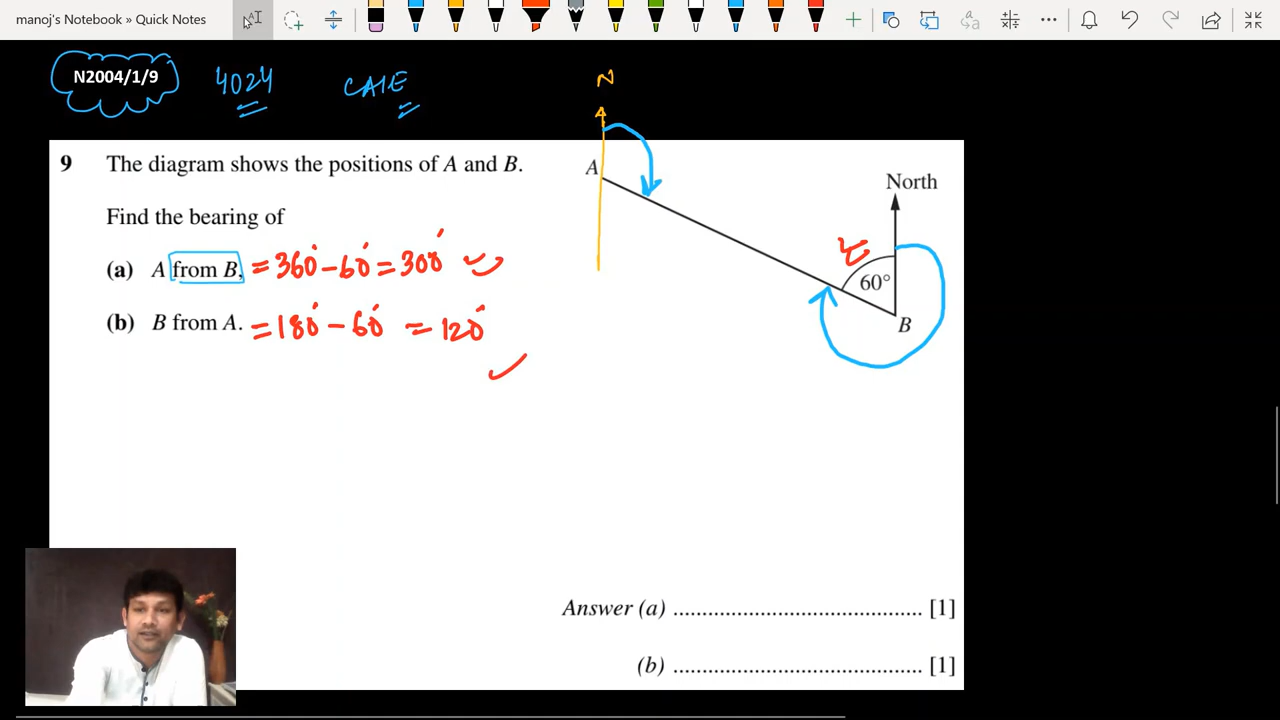 manoj's Notebook » Quick Notes
N2004/1/9 4024 CAIE
N
9 The diagram shows the positions of A and B.
A
North
Find the bearing of
(a) A from B, = 360° - 60° = 300°
60°
(b) B from A. = 180° - 60° = 120°
B
Answer (a) .......................................... [1]
(b) .......................................... [1]